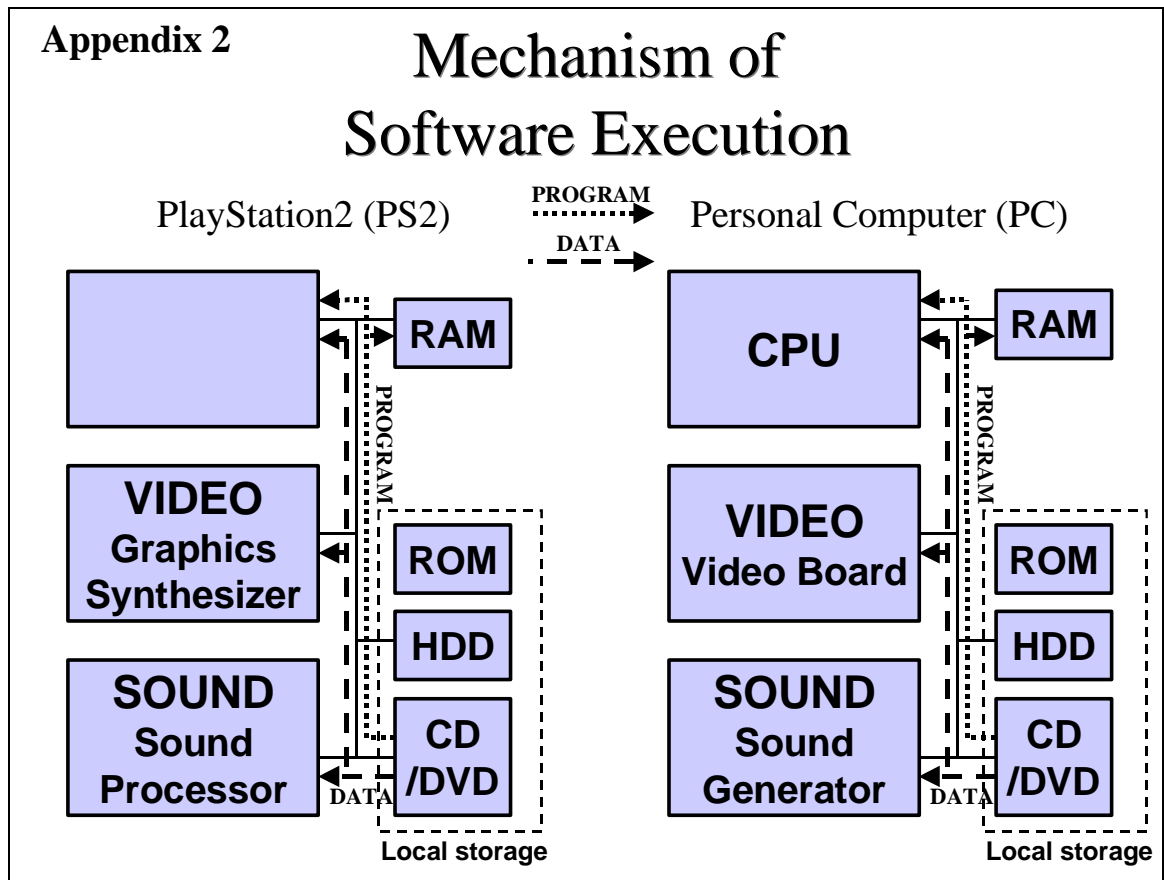 Appendix 2
Mechanism of
Software Execution
PlayStation2 (PS2)
PROGRAM
DATA
Personal Computer (PC)
RAM
PROGRAM
VIDEO
Graphics
Synthesizer
ROM
HDD
SOUND
Sound
Processor
CD
/DVD
DATA
Local storage
CPU
RAM
PROGRAM
VIDEO
Video Board
ROM
HDD
SOUND
Sound
Generator
CD
/DVD
DATA
Local storage